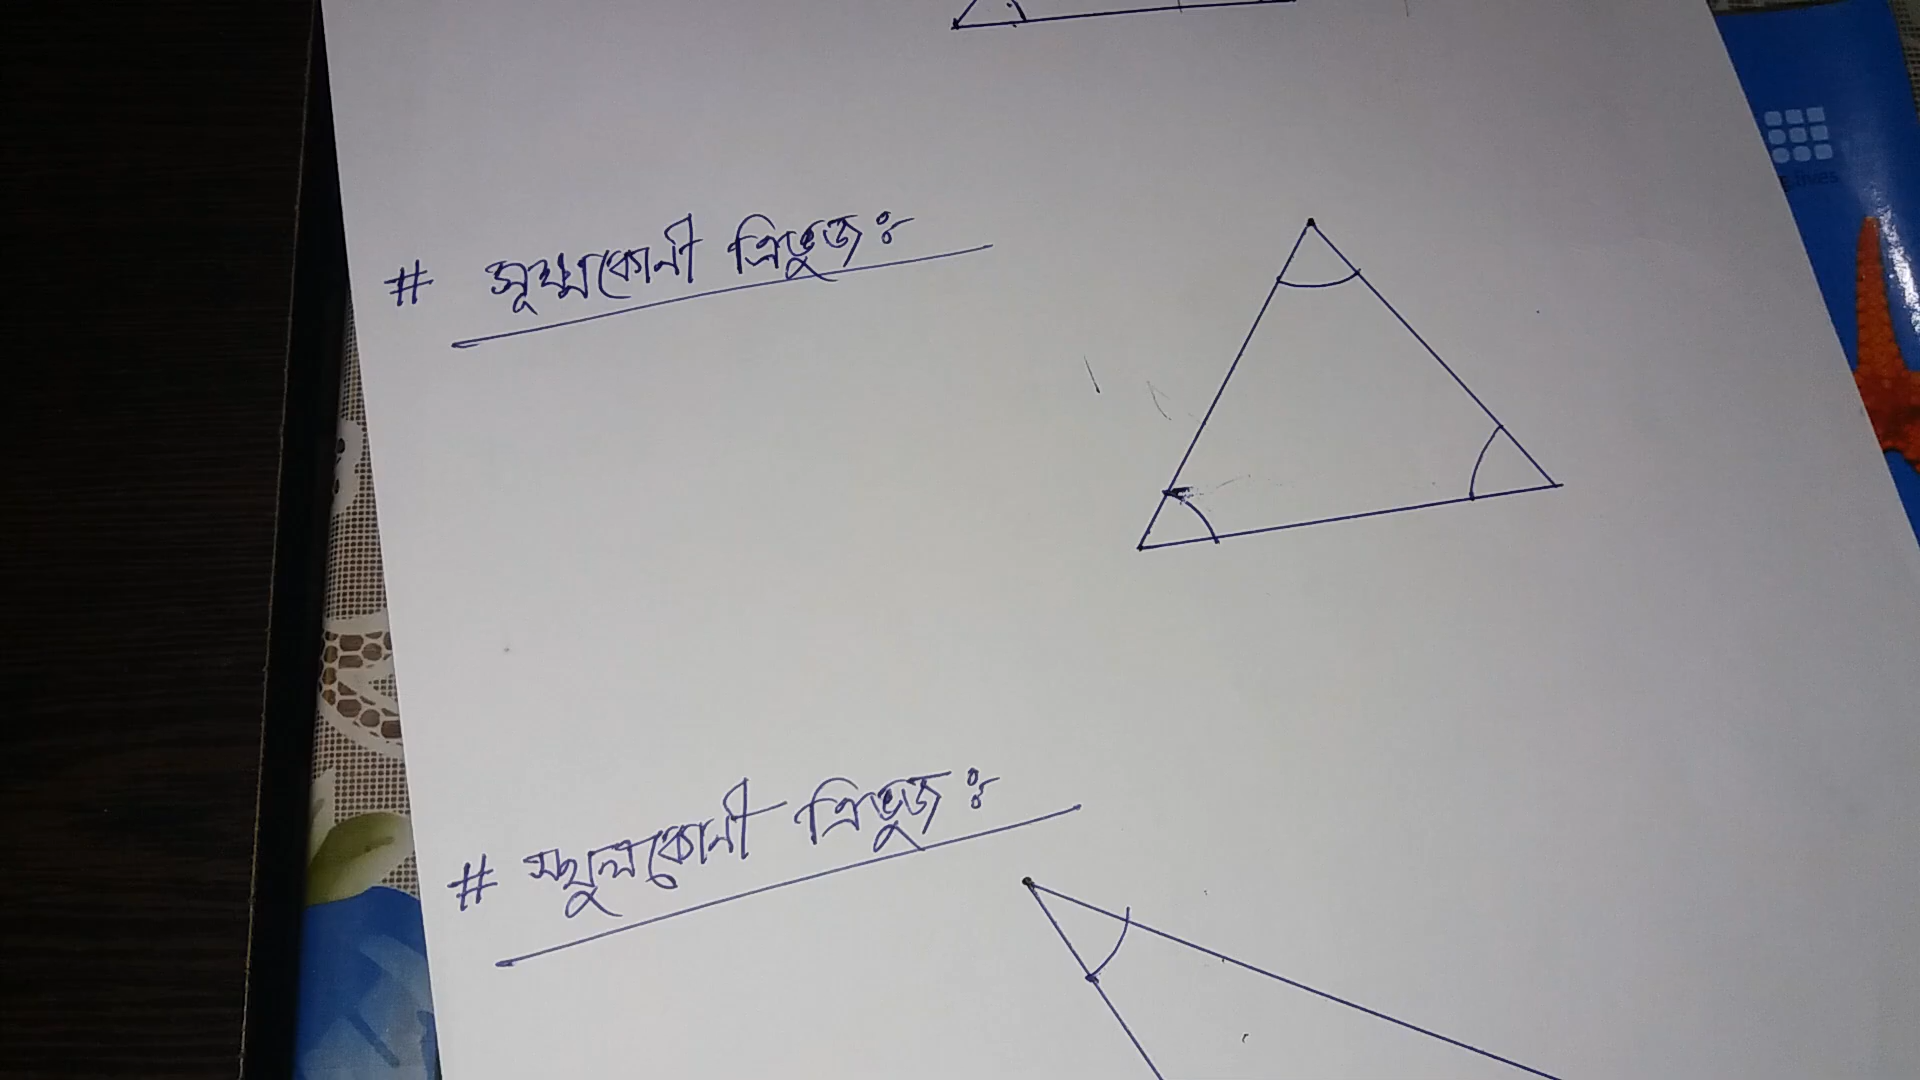 # সূক্ষ্মকোনী ত্রিভুজঃ
# স্থূলকোনী ত্রিভুজঃ